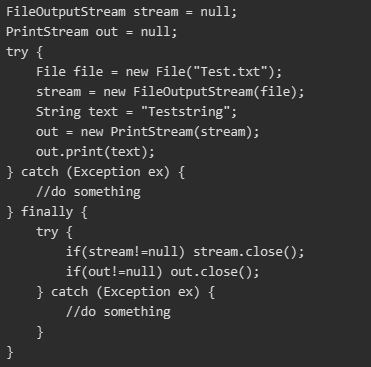 FileOutputStream stream = null;
PrintStream out = null;
try {
    File file = new File("Test.txt");
    stream = new FileOutputStream(file);
    String text = "Teststring";
    out = new PrintStream(stream);
    out.print(text);
} catch (Exception ex) {
    //do something
} finally {
    try {
        if(stream!=null) stream.close();
        if(out!=null) out.close();
    } catch (Exception ex) {
        //do something
    }
}